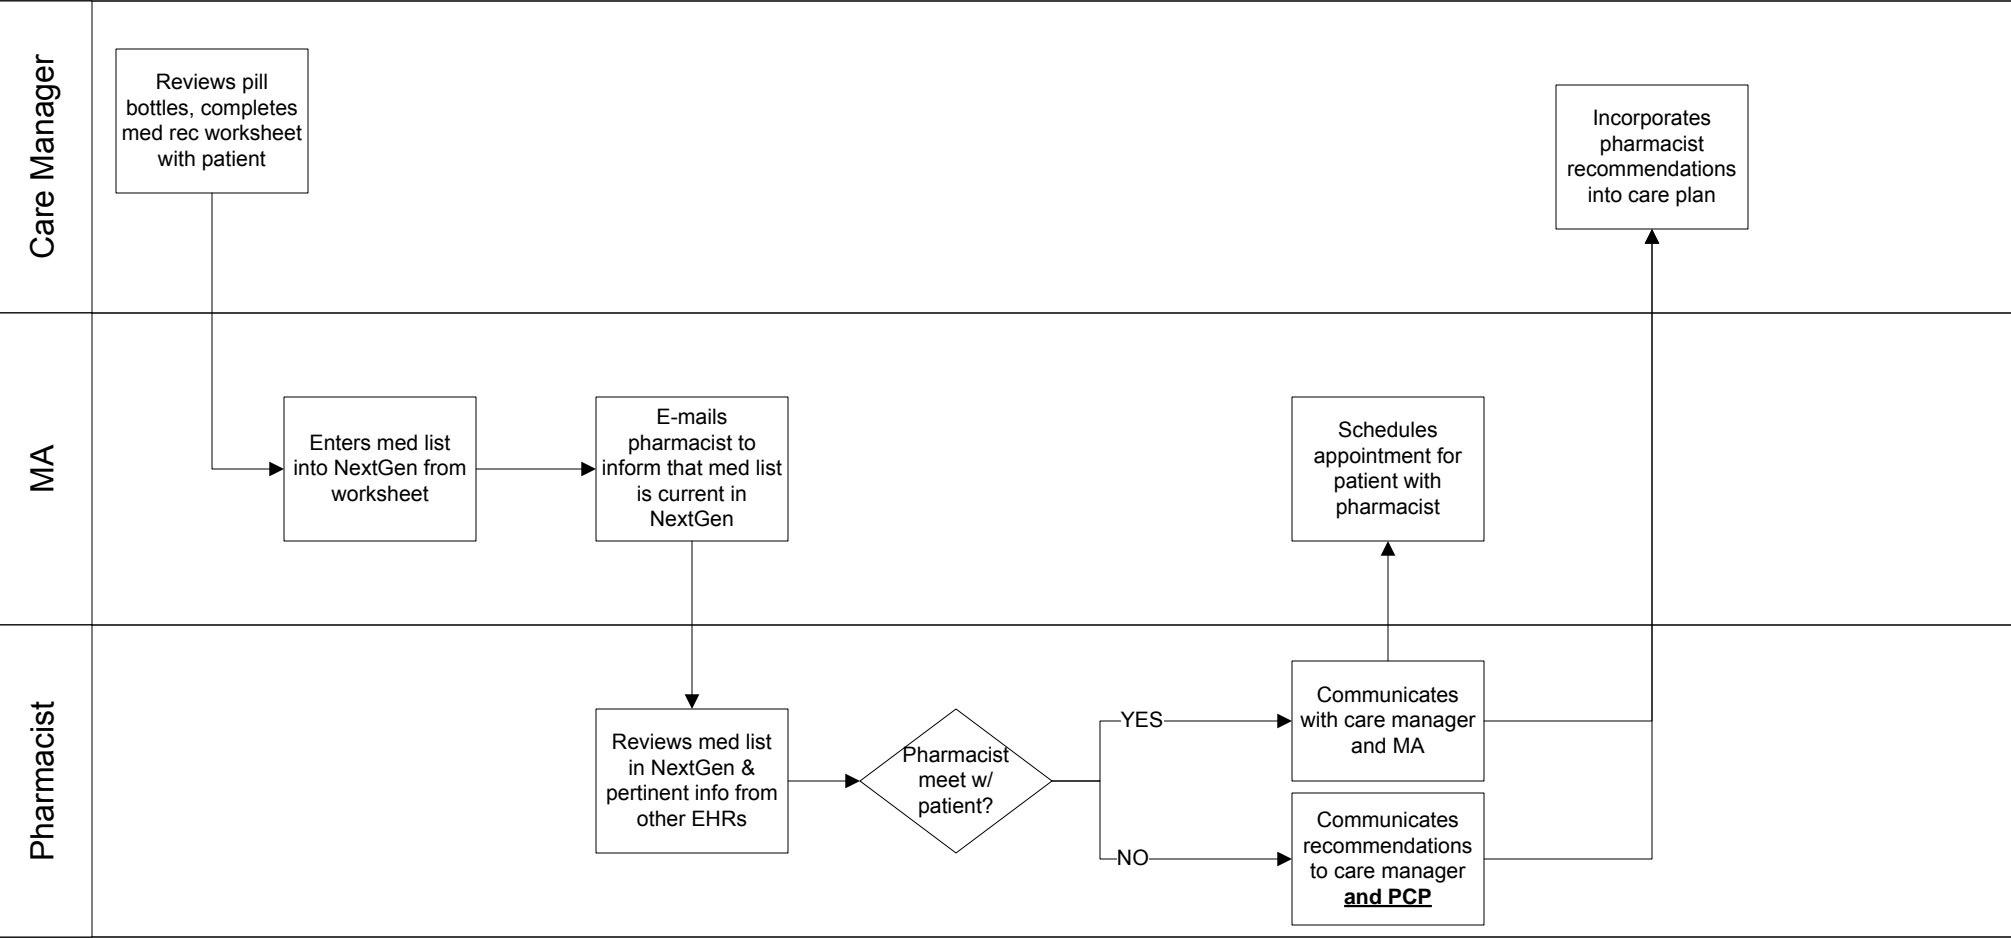 Care Manager
Reviews pill
bottles, completes
med rec worksheet
with patient
Incorporates
pharmacist
recommendations
into care plan
MA
Enters med list
into NextGen from
worksheet
E-mails
pharmacist to
inform that med list
is current in
NextGen
Schedules
appointment for
patient with
pharmacist
Pharmacist
Reviews med list
in NextGen &
pertinent info from
other EHRs
Pharmacist
meet w/
patient?
YES
Communicates
with care manager
and MA
NO
Communicates
recommendations
to care manager
and PCP